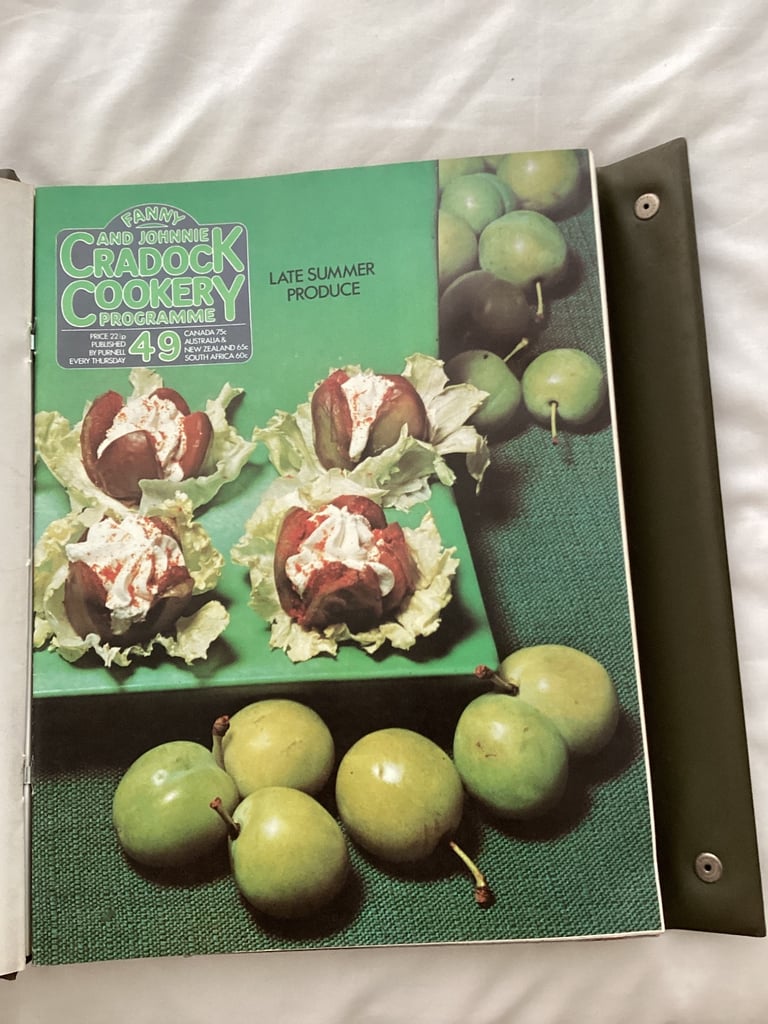 FANNY
AND JOHNNIE
CRADOCK
COOKERY
PROGRAMME
PRICE 22½p
PUBLISHED
BY PURNELL
EVERY THURSDAY
49
CANADA 75c
AUSTRALIA &
NEW ZEALAND 65c
SOUTH AFRICA 60c
LATE SUMMER
PRODUCE